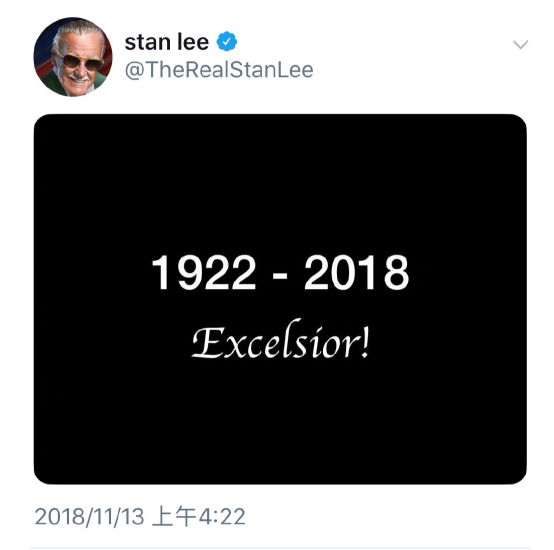 stan lee
@TheRealStanLee
1922 - 2018
Excelsior!
2018/11/13 上午4:22